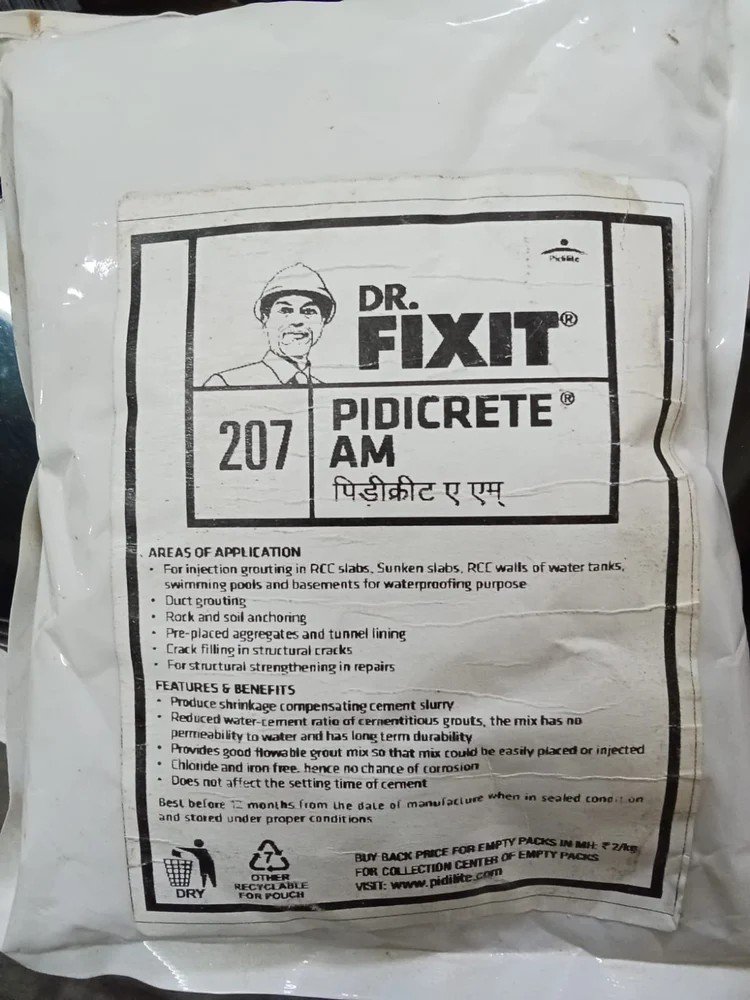 Pidilite
DR.
FIXIT®
207
PIDICRETE®
AM
पिडीक्रीट ए एम्
AREAS OF APPLICATION
• For injection grouting in RCC slabs, Sunken slabs, RCC walls of water tanks,
swimming pools and basements for waterproofing purpose
• Duct grouting
• Rock and soil anchoring
• Pre-placed aggregates and tunnel lining
• Crack filling in structural cracks
• For structural strengthening in repairs
FEATURES & BENEFITS
• Produce shrinkage compensating cement slurry
• Reduced water-cement ratio of cementitious grouts, the mix has no
permeability to water and has long term durability
• Provides good flowable grout mix so that mix could be easily placed or injected
• Chloride and iron free, hence no chance of corrosion
• Does not affect the setting time of cement
Best before 12 months from the date of manufacture when in sealed condition
and stored under proper conditions
DRY
7
OTHER
RECYCLABLE
FOR POUCH
BUY BACK PRICE FOR EMPTY PACKS IN MH: ₹ 2/kg
FOR COLLECTION CENTER OF EMPTY PACKS
VISIT: www.pidilite.com